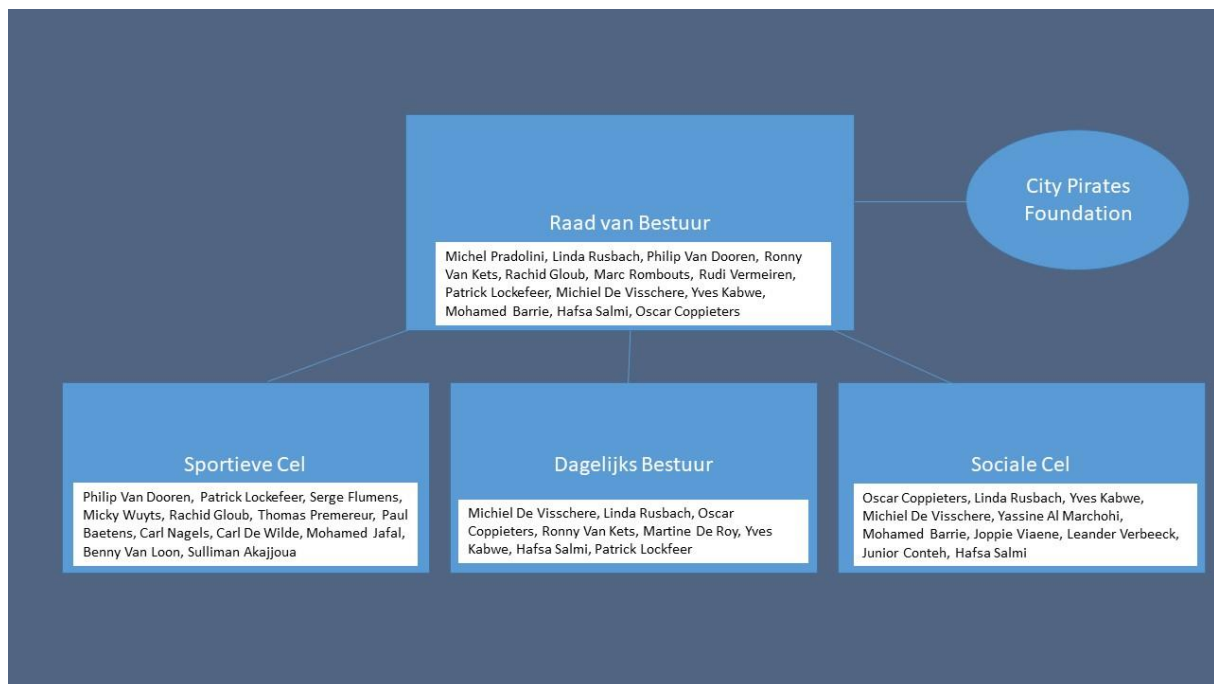 City Pirates
Foundation
Raad van Bestuur
Michel Pradolini, Linda Rusbach, Philip Van Dooren, Ronny
Van Kets, Rachid Gloub, Marc Rombouts, Rudi Vermeiren,
Patrick Lockefeer, Michiel De Visschere, Yves Kabwe,
Mohamed Barrie, Hafsa Salmi, Oscar Coppieters
Sportieve Cel
Philip Van Dooren, Patrick Lockefeer, Serge Flumens,
Micky Wuyts, Rachid Gloub, Thomas Premereur, Paul
Baetens, Carl Nagels, Carl De Wilde, Mohamed Jafal,
Benny Van Loon, Sulliman Akajjoua
Dagelijks Bestuur
Michiel De Visschere, Linda Rusbach, Oscar
Coppieters, Ronny Van Kets, Martine De Roy, Yves
Kabwe, Hafsa Salmi, Patrick Lockfeer
Sociale Cel
Oscar Coppieters, Linda Rusbach, Yves Kabwe,
Michiel De Visschere, Yassine Al Marchohi,
Mohamed Barrie, Joppie Viaene, Leander Verbeeck,
Junior Conteh, Hafsa Salmi